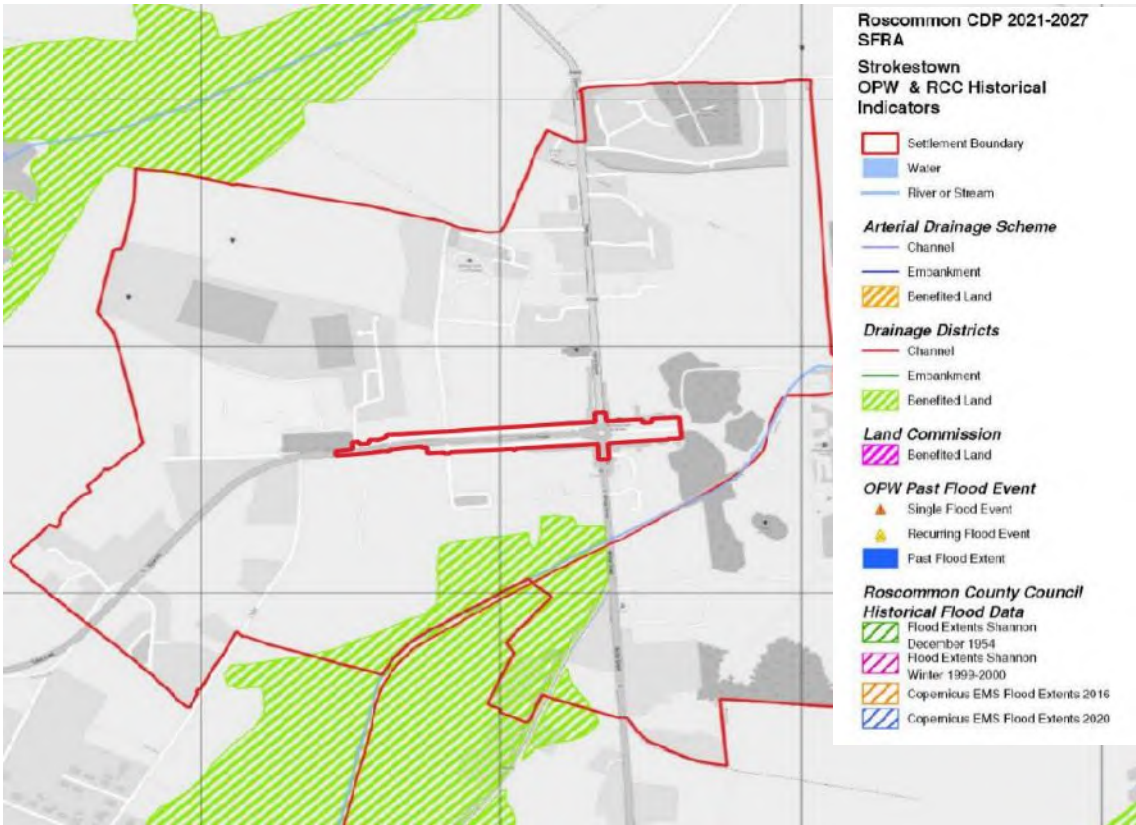 Roscommon CDP 2021-2027
SFRA
Strokestown
OPW & RCC Historical
Indicators
Settlement Boundary
Water
River or Stream
Arterial Drainage Scheme
Channel
Embankment
Benefited Land
Drainage Districts
Channel
Embankment
Benefited Land
Land Commission
Benefited Land
OPW Past Flood Event
Single Flood Event
Recurring Flood Event
Past Flood Extent
Roscommon County Council
Historical Flood Data
Flood Extents Shannon
December 1954
Flood Extents Shannon
Winter 1999-2000
Copernicus EMS Flood Extents 2016
Copernicus EMS Flood Extents 2020